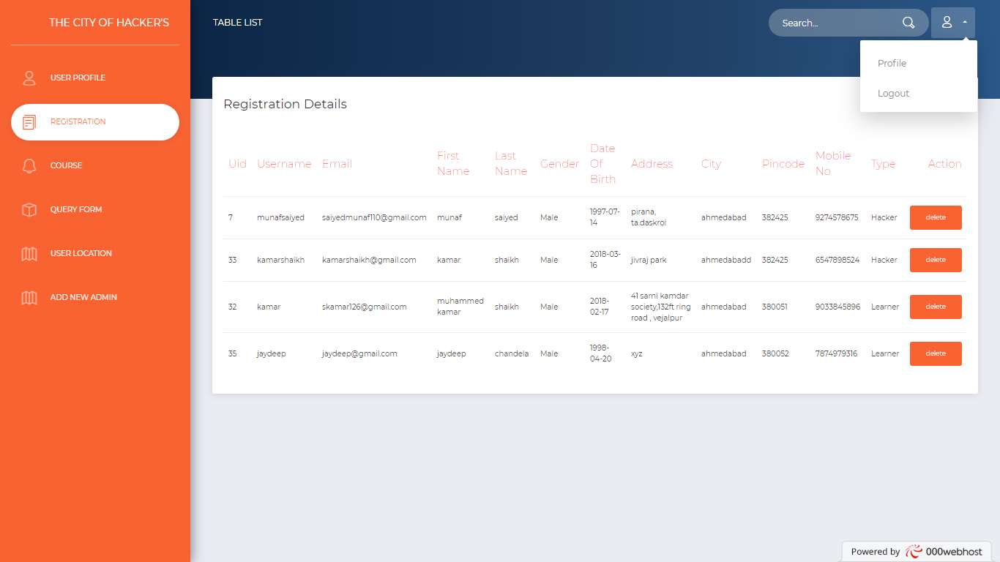 THE CITY OF HACKER'S
TABLE LIST
Search...
Profile
Logout
USER PROFILE
REGISTRATION
COURSE
QUERY FORM
USER LOCATION
ADD NEW ADMIN
Registration Details
Uid Username Email First Name Last Name Gender Date Of Birth Address City Pincode Mobile No Type Action
7 munafsaiyed saiyedmunaf110@gmail.com munaf saiyed Male 1997-07-14 pirana, ta.daskroi ahmedabad 382425 9274578675 Hacker delete
33 kamarshaikh kamarshaikh@gmail.com kamar shaikh Male 2018-03-16 jivraj park ahmedabadd 382425 6547898524 Hacker delete
32 kamar skamar126@gmail.com muhammed kamar shaikh Male 2018-02-17 41 sarni kamdar society,132ft ring road , vejalpur ahmedabad 380051 9033845896 Learner delete
35 jaydeep jaydeep@gmail.com jaydeep chandela Male 1998-04-20 xyz ahmedabad 380052 7874979316 Learner delete
Powered by 000webhost